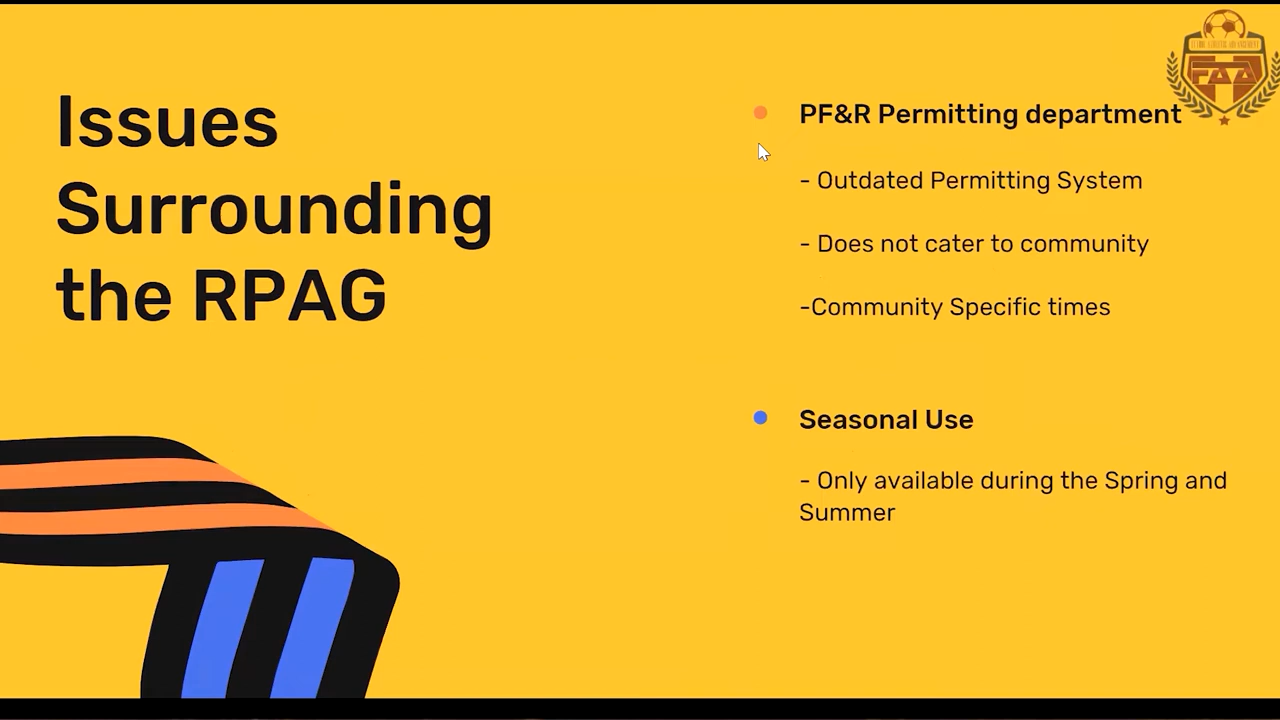 Issues
Surrounding
the RPAG
PF&R Permitting department
- Outdated Permitting System
- Does not cater to community
-Community Specific times
Seasonal Use
- Only available during the Spring and
Summer
FAA